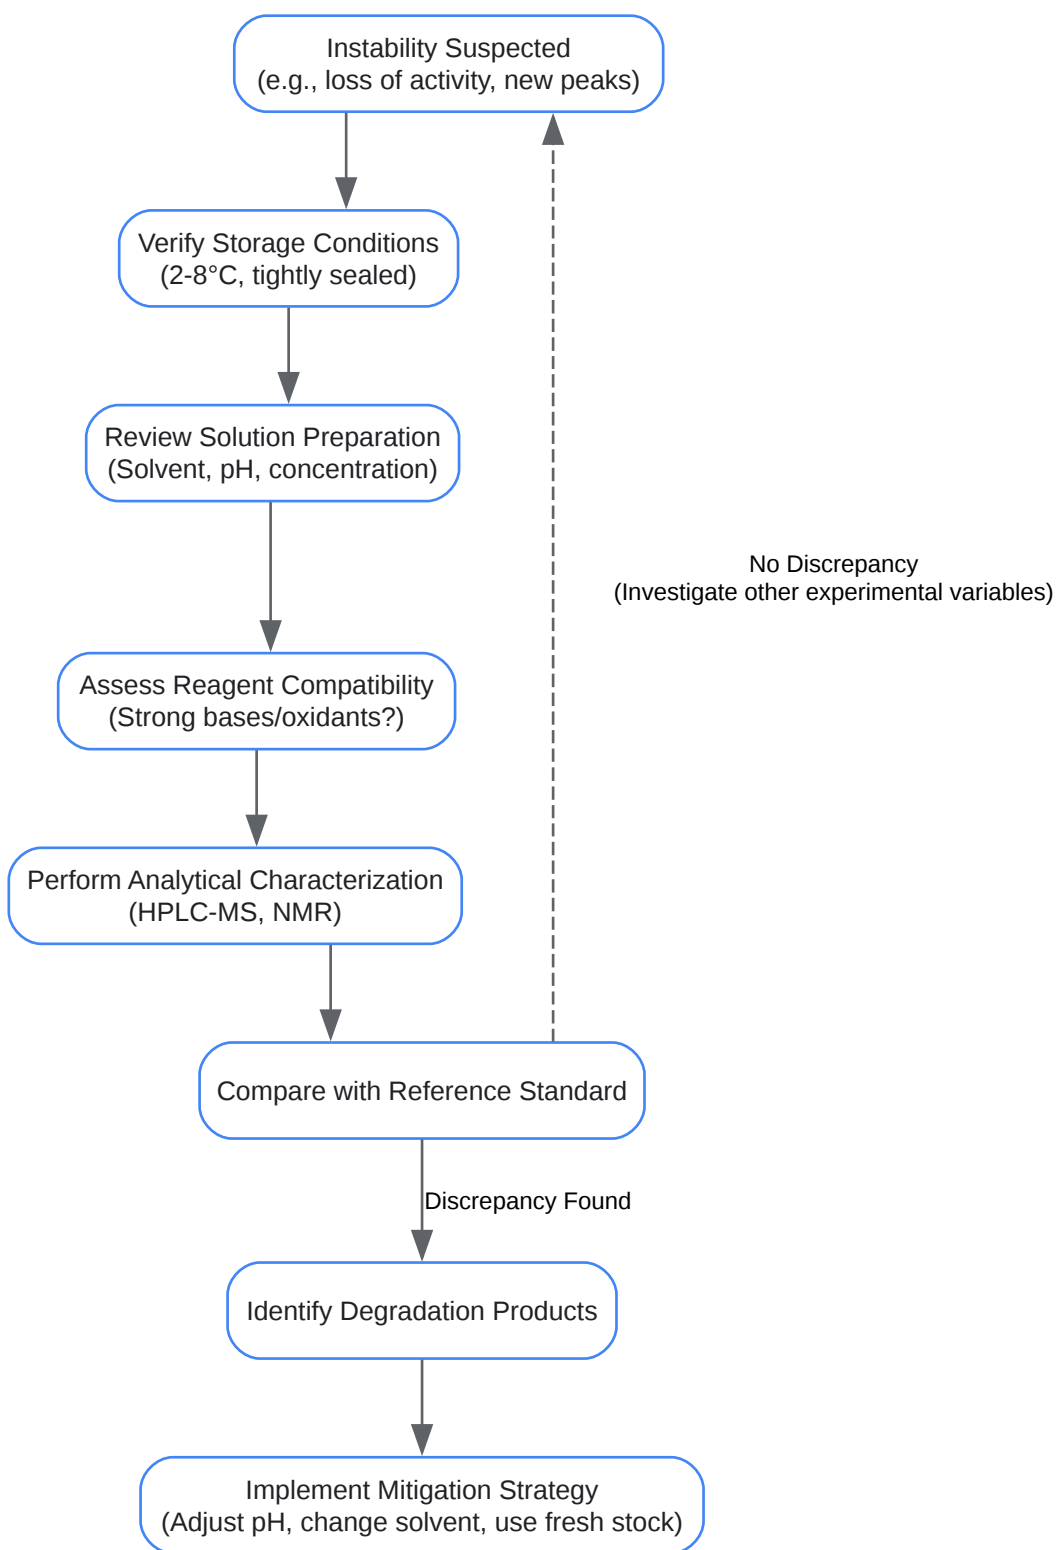 Instability Suspected
(e.g., loss of activity, new peaks)
Verify Storage Conditions
(2-8°C, tightly sealed)
Review Solution Preparation
(Solvent, pH, concentration)
No Discrepancy
(Investigate other experimental variables)
Assess Reagent Compatibility
(Strong bases/oxidants?)
Perform Analytical Characterization
(HPLC-MS, NMR)
Compare with Reference Standard
Discrepancy Found
Identify Degradation Products
Implement Mitigation Strategy
(Adjust pH, change solvent, use fresh stock)